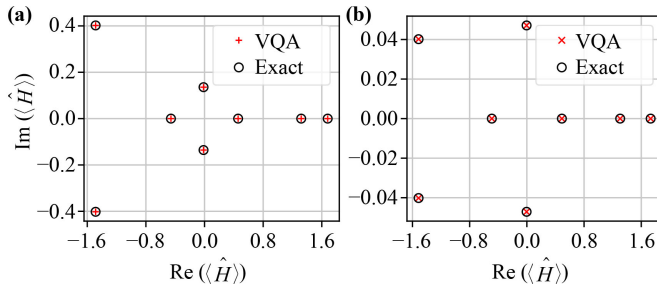 (a)
Im (⟨Ĥ⟩)
0.4
0.2
0.0
−0.2
−0.4
+ VQA
○ Exact
−1.6 −0.8 0.0 0.8 1.6
Re (⟨Ĥ⟩)
(b)
0.04
0.02
0.00
−0.02
−0.04
× VQA
○ Exact
−1.6 −0.8 0.0 0.8 1.6
Re (⟨Ĥ⟩)